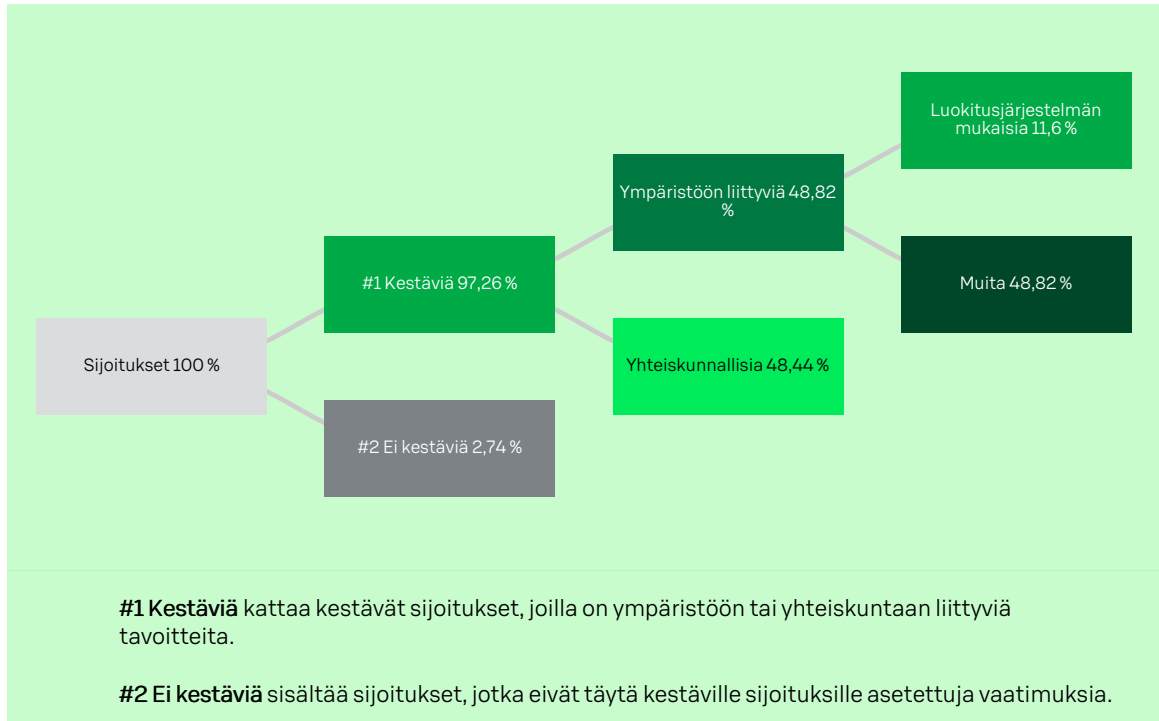 Luokitusjärjestelmän
mukaisia 11,6 %
Ympäristöön liittyviä 48,82
%
#1 Kestäviä 97,26 %
Muita 48,82 %
Sijoitukset 100 %
Yhteiskunnallisia 48,44 %
#2 Ei kestäviä 2,74 %
#1 Kestäviä kattaa kestävät sijoitukset, joilla on ympäristöön tai yhteiskuntaan liittyviä
tavoitteita.
#2 Ei kestäviä sisältää sijoitukset, jotka eivät täytä kestäville sijoituksille asetettuja vaatimuksia.